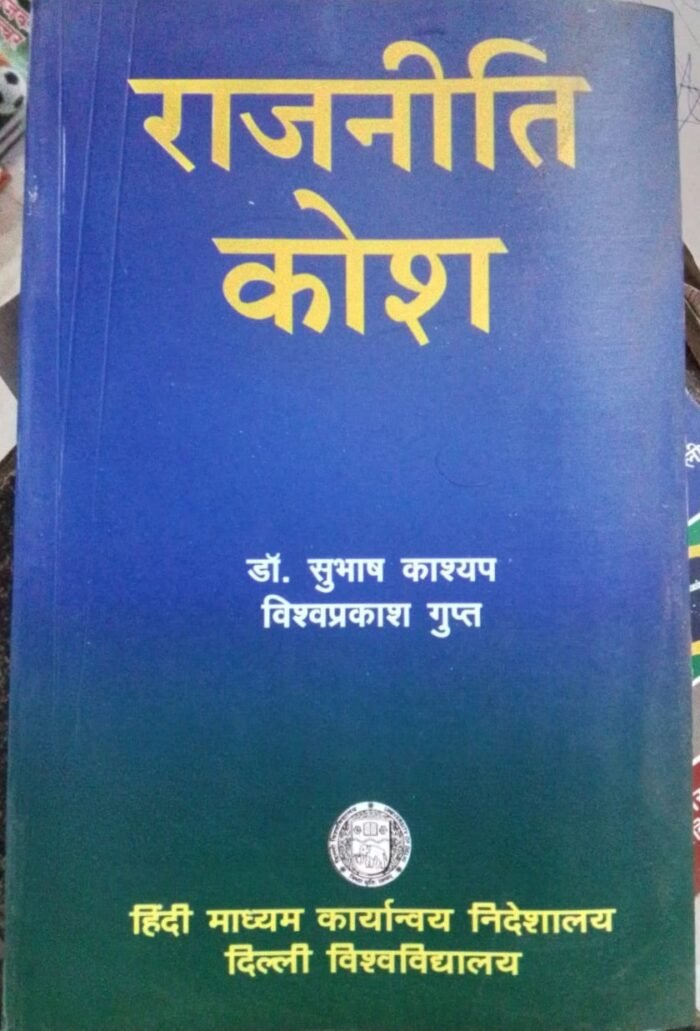 राजनीति
कोश
डॉ. सुभाष काश्यप
विश्वप्रकाश गुप्त
हिंदी माध्यम कार्यान्वय निदेशालय
दिल्ली विश्वविद्यालय